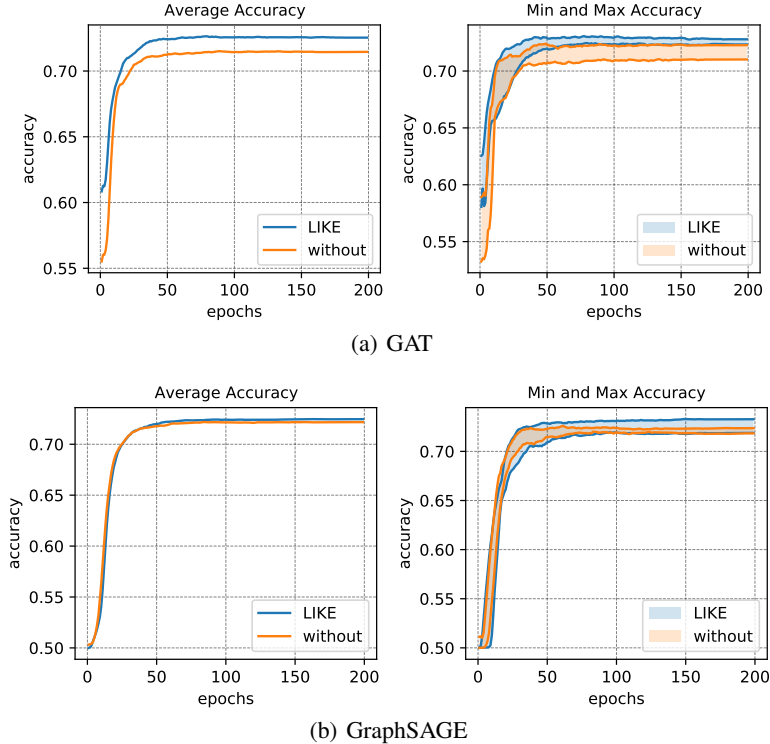 Average Accuracy
Min and Max Accuracy
accuracy
0.70
0.65
0.60
0.55
LIKE
without
0 50 100 150 200
epochs
accuracy
0.70
0.65
0.60
0.55
LIKE
without
0 50 100 150 200
epochs
(a) GAT
Average Accuracy
Min and Max Accuracy
accuracy
0.70
0.65
0.60
0.55
0.50
LIKE
without
0 50 100 150 200
epochs
accuracy
0.70
0.65
0.60
0.55
0.50
LIKE
without
0 50 100 150 200
epochs
(b) GraphSAGE